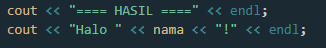 cout << "==== HASIL ====" << endl;
cout << "Halo " << nama << "!" << endl;